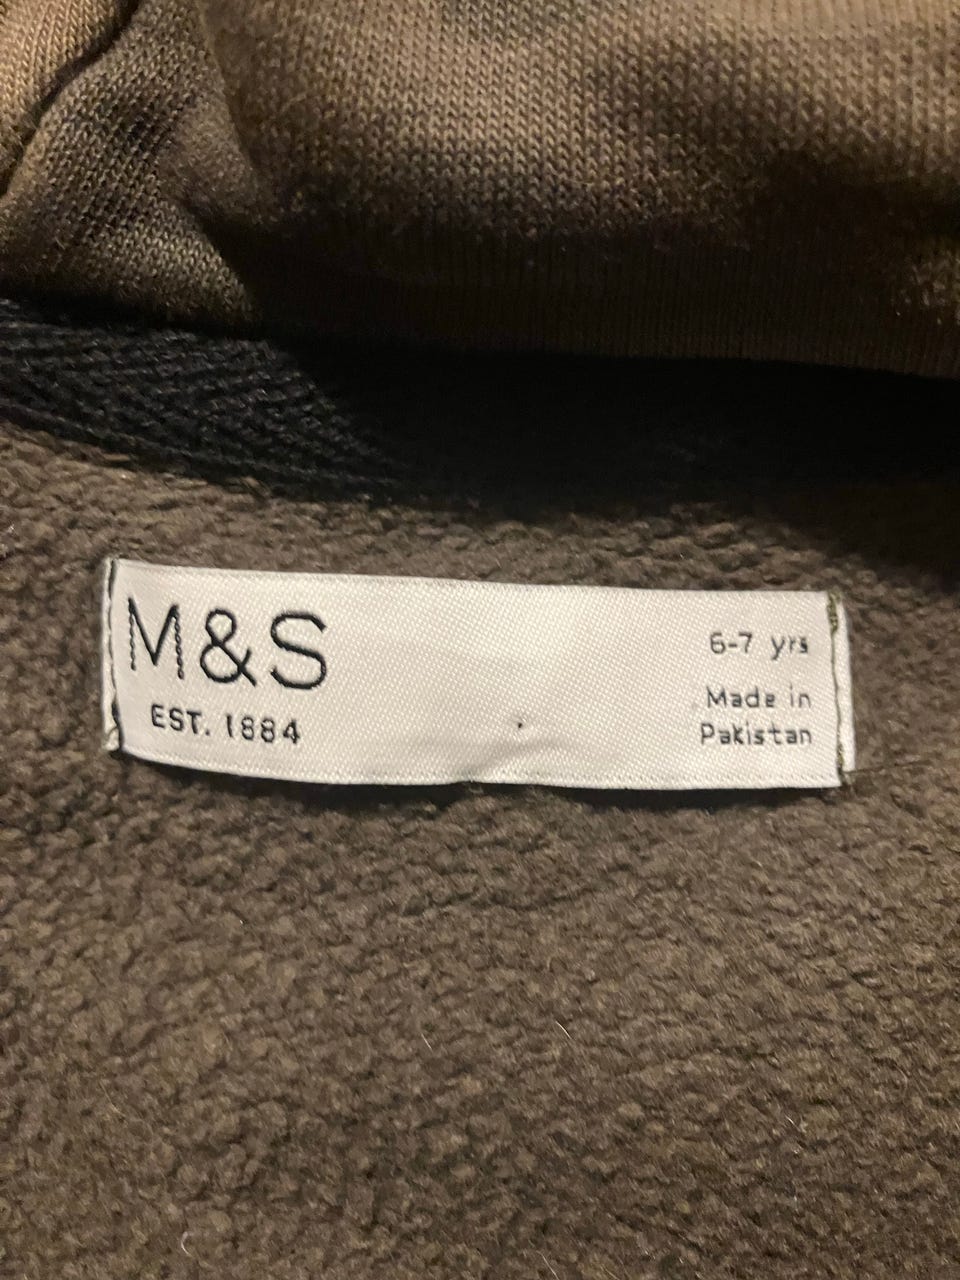 M&S
EST. 1884
6-7 yrs
Made in
Pakistan